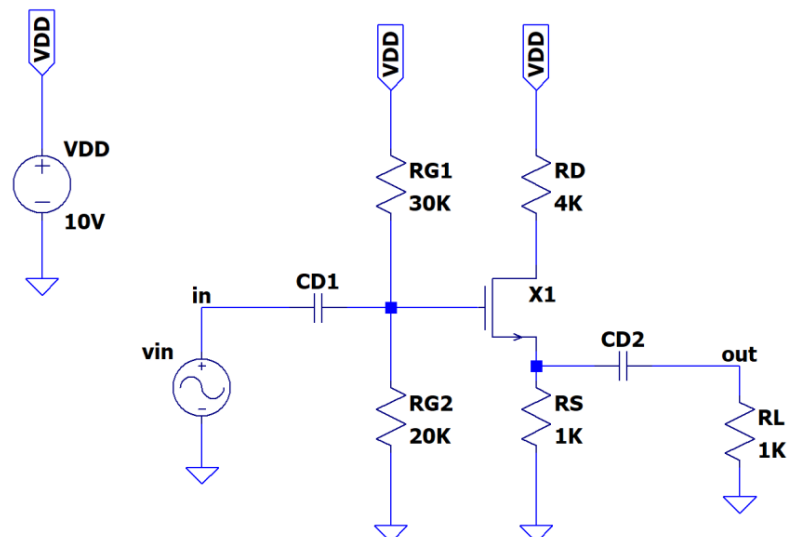 VDD
VDD
VDD
VDD
10V
RG1
30K
RD
4K
in
CD1
X1
vin
CD2
out
RG2
20K
RS
1K
RL
1K